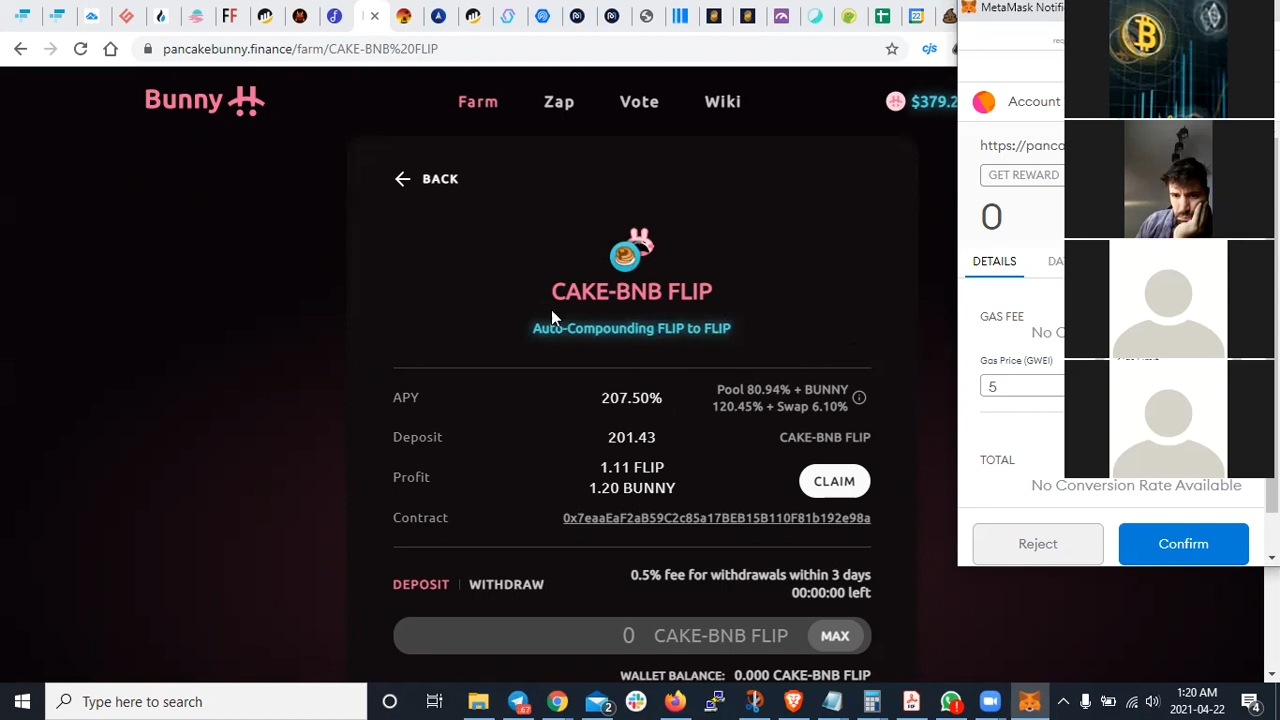 MetaMask Notifi
pancakebunny.finance/farm/CAKE-BNB%20FLIP
cjs
Bunny
Farm
Zap
Vote
Wiki
$379.2
Account
https://panca
GET REWARD
0
DETAILS
DA
GAS FEE
No C
Gas Price (GWEI)
5
TOTAL
No Conversion Rate Available
Reject
Confirm
BACK
CAKE-BNB FLIP
Auto-Compounding FLIP to FLIP
APY
207.50%
Pool 80.94% + BUNNY
120.45% + Swap 6.10%
Deposit
201.43
CAKE-BNB FLIP
Profit
1.11 FLIP
1.20 BUNNY
CLAIM
Contract
0x7eaaEaF2aB59C2c85a17BEB15B110F81b192e98a
DEPOSIT | WITHDRAW
0.5% fee for withdrawals within 3 days
00:00:00 left
0 CAKE-BNB FLIP
MAX
WALLET BALANCE: 0.000 CAKE-BNB FLIP
Type here to search
1:20 AM
2021-04-22